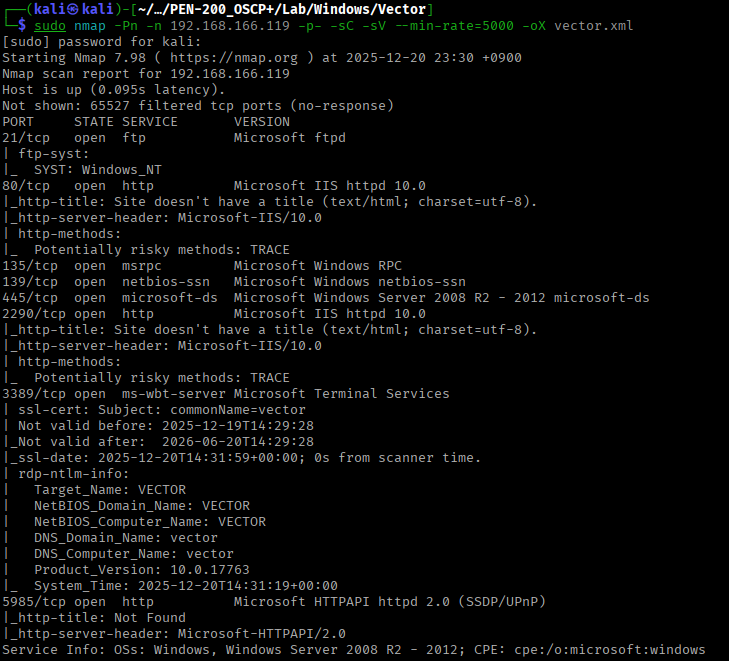 ┌──(kali㉿kali)-[~/…/PEN-200_OSCP+/Lab/Windows/Vector]
└─$ sudo nmap -Pn -n 192.168.166.119 -p- -sC -sV --min-rate=5000 -oX vector.xml
[sudo] password for kali:
Starting Nmap 7.98 ( https://nmap.org ) at 2025-12-20 23:30 +0900
Nmap scan report for 192.168.166.119
Host is up (0.095s latency).
Not shown: 65527 filtered tcp ports (no-response)
PORT     STATE SERVICE       VERSION
21/tcp   open  ftp           Microsoft ftpd
| ftp-syst:
|_  SYST: Windows_NT
80/tcp   open  http          Microsoft IIS httpd 10.0
|_http-title: Site doesn't have a title (text/html; charset=utf-8).
|_http-server-header: Microsoft-IIS/10.0
| http-methods:
|_  Potentially risky methods: TRACE
135/tcp  open  msrpc         Microsoft Windows RPC
139/tcp  open  netbios-ssn   Microsoft Windows netbios-ssn
445/tcp  open  microsoft-ds  Microsoft Windows Server 2008 R2 - 2012 microsoft-ds
2290/tcp open  http          Microsoft IIS httpd 10.0
|_http-title: Site doesn't have a title (text/html; charset=utf-8).
|_http-server-header: Microsoft-IIS/10.0
| http-methods:
|_  Potentially risky methods: TRACE
3389/tcp open  ms-wbt-server Microsoft Terminal Services
| ssl-cert: Subject: commonName=vector
| Not valid before: 2025-12-19T14:29:28
|_Not valid after:  2026-06-20T14:29:28
|_ssl-date: 2025-12-20T14:31:59+00:00; 0s from scanner time.
| rdp-ntlm-info:
|   Target_Name: VECTOR
|   NetBIOS_Domain_Name: VECTOR
|   NetBIOS_Computer_Name: VECTOR
|   DNS_Domain_Name: vector
|   DNS_Computer_Name: vector
|   Product_Version: 10.0.17763
|_  System_Time: 2025-12-20T14:31:19+00:00
5985/tcp open  http          Microsoft HTTPAPI httpd 2.0 (SSDP/UPnP)
|_http-title: Not Found
|_http-server-header: Microsoft-HTTPAPI/2.0
Service Info: OSs: Windows, Windows Server 2008 R2 - 2012; CPE: cpe:/o:microsoft:windows